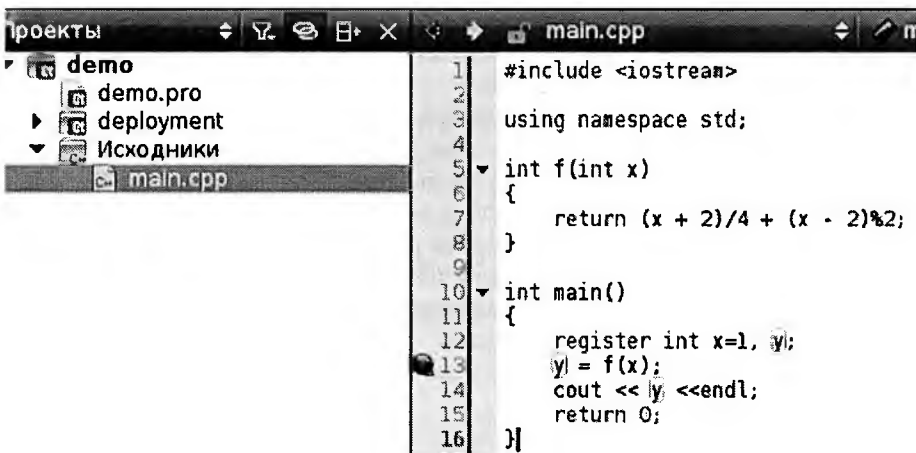 Проекты
main.cpp
m
demo
demo.pro
deployment
Исходники
main.cpp
1 #include <iostream>
2
3 using namespace std;
4
5 int f(int x)
6 {
7 return (x + 2)/4 + (x - 2)%2;
8 }
9
10 int main()
11 {
12 register int x=1, y;
13 y = f(x);
14 cout << y <<endl;
15 return 0;
16 }